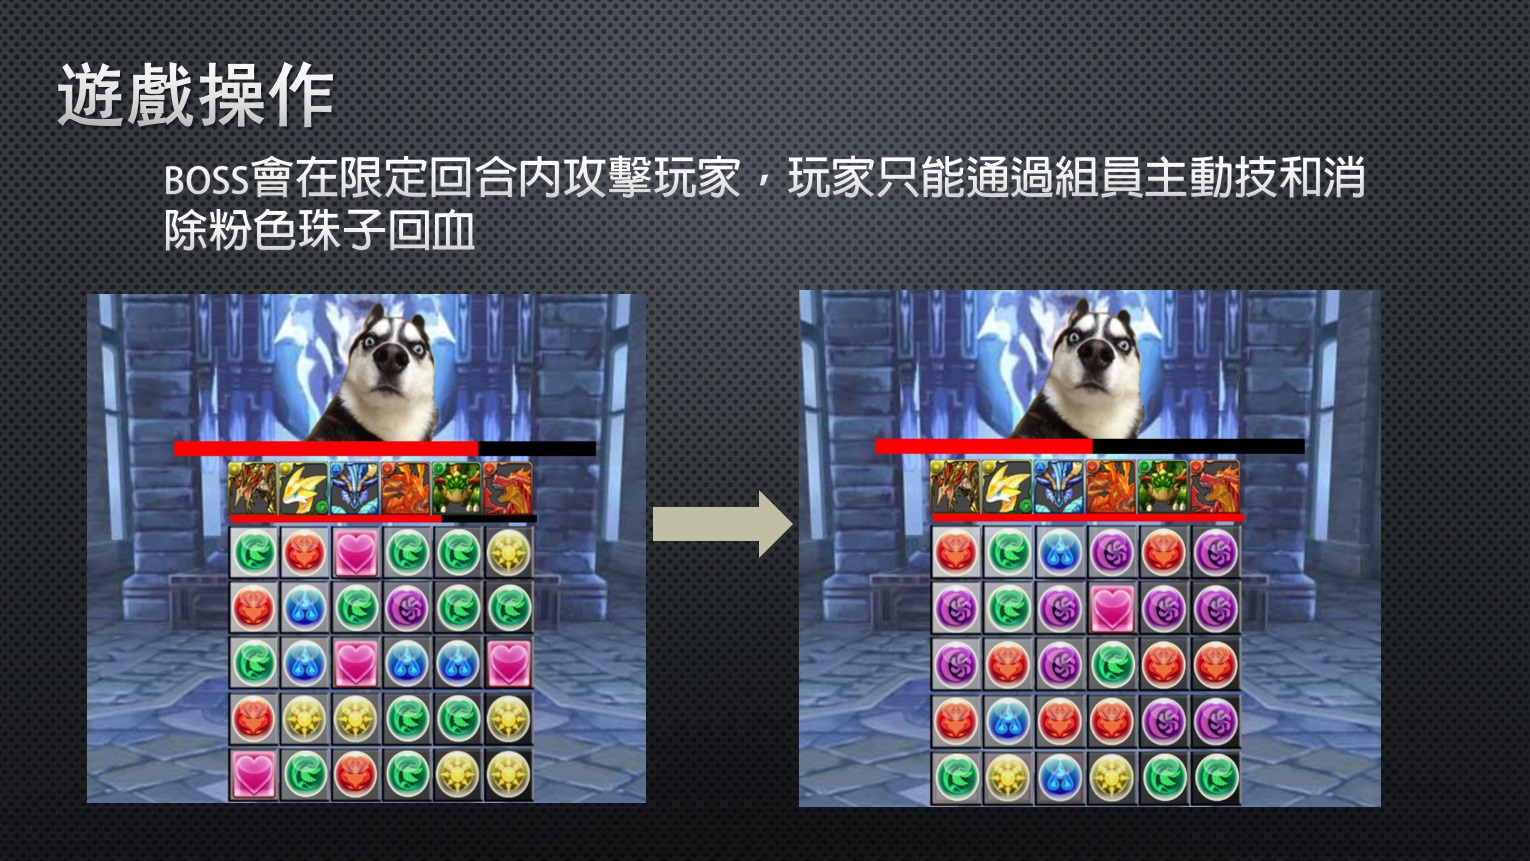 遊戲操作
BOSS會在限定回合内攻擊玩家，玩家只能通過組員主動技和消
除粉色珠子回血